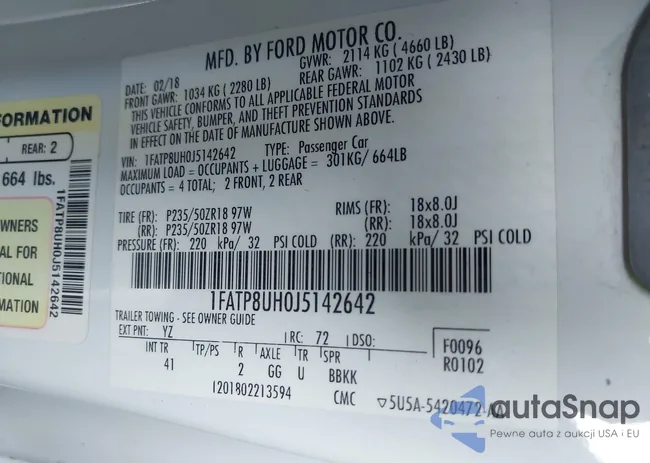 MFD. BY FORD MOTOR CO.
DATE: 02/18
GVWR: 2114 KG ( 4660 LB)
FRONT GAWR: 1034 KG ( 2280 LB)
REAR GAWR: 1102 KG ( 2430 LB)
THIS VEHICLE CONFORMS TO ALL APPLICABLE FEDERAL MOTOR
VEHICLE SAFETY, BUMPER, AND THEFT PREVENTION STANDARDS
IN EFFECT ON THE DATE OF MANUFACTURE SHOWN ABOVE.
VIN: 1FATP8UH0J5142642 TYPE: Passenger Car
MAXIMUM LOAD = OCCUPANTS + LUGGAGE = 301KG/ 664LB
OCCUPANTS = 4 TOTAL; 2 FRONT, 2 REAR
TIRE (FR): P235/50ZR18 97W RIMS (FR): 18x8.0J
(RR): P235/50ZR18 97W (RR): 18x8.0J
PRESSURE (FR): 220 kPa/ 32 PSI COLD (RR): 220 kPa/ 32 PSI COLD
1FATP8UH0J5142642
TRAILER TOWING - SEE OWNER GUIDE
EXT PNT: YZ RC: 72 DSO: F0096
INT TR TP/PS R AXLE TR SPR R0102
41 2 GG U BBKK
I201802213594 CMC ▽5U5A-5420472-AA
FORMATION
REAR: 2
664 lbs.
1FATP8UH0J5142642
OWNERS
AL FOR
TIONAL
MATION
autaSnap
Pewne auta z aukcji USA i EU